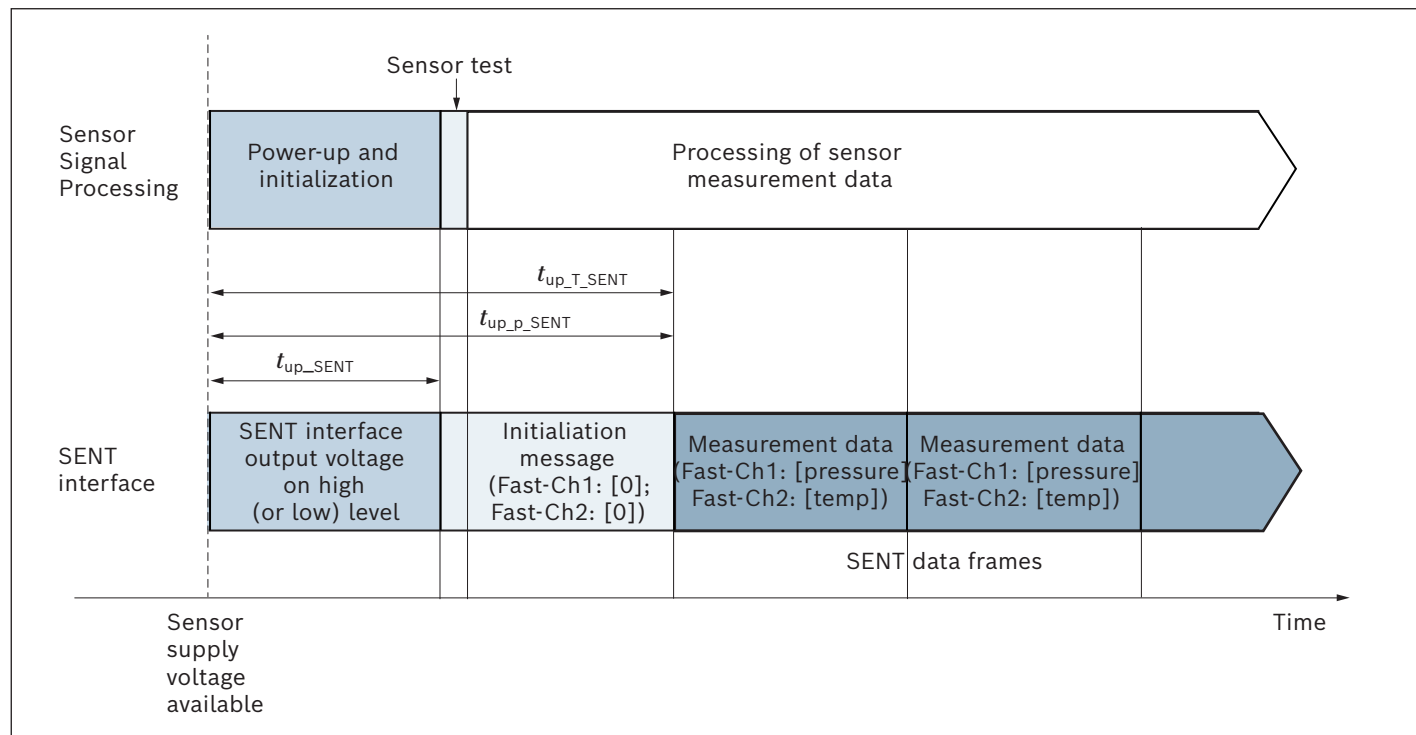 Sensor test
Sensor
Signal
Processing
Power-up and
initialization
Processing of sensor
measurement data
tup_T_SENT
tup_p_SENT
tup_SENT
SENT
interface
SENT interface
output voltage
on high
(or low) level
Initialiation
message
(Fast-Ch1: [0];
Fast-Ch2: [0])
Measurement data
(Fast-Ch1: [pressure]
Fast-Ch2: [temp])
Measurement data
(Fast-Ch1: [pressure]
Fast-Ch2: [temp])
SENT data frames
Sensor
supply
voltage
available
Time